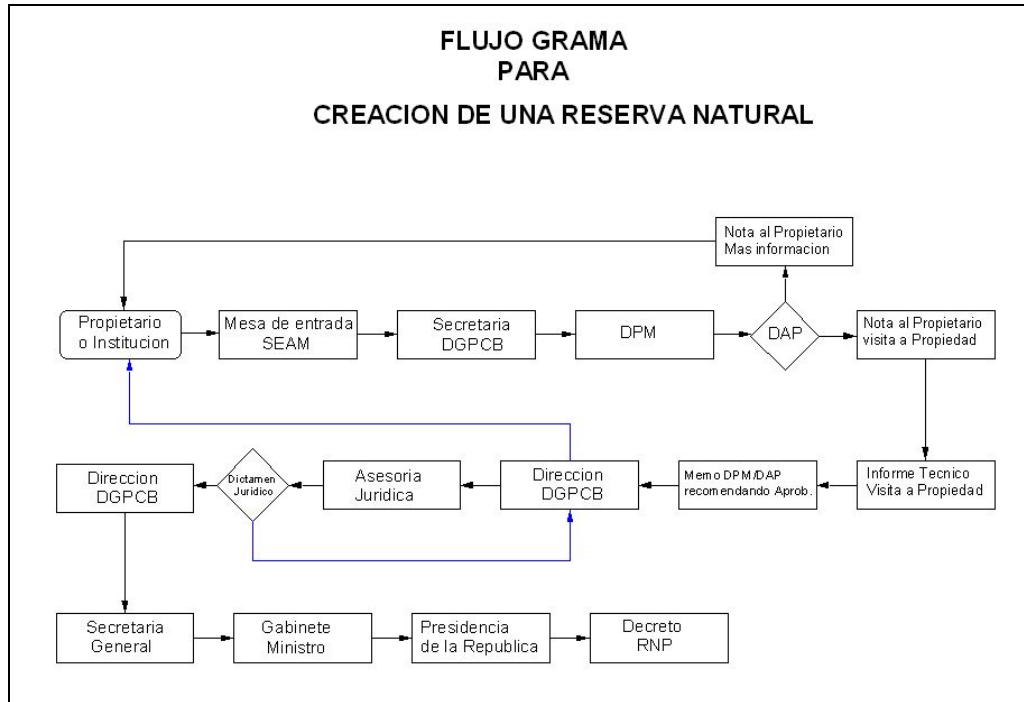 FLUJO GRAMA
PARA
CREACION DE UNA RESERVA NATURAL
Nota al Propietario
Mas informacion
Propietario
o Institucion
Mesa de entrada
SEAM
Secretaria
DGPCB
DPM
DAP
Nota al Propietario
visita a Propiedad
Direccion
DGPCB
Dictamen
Juridico
Asesoria
Juridica
Direccion
DGPCB
Memo DPM/DAP
recomendando Aprob.
Informe Tecnico
Visita a Propiedad
Secretaria
General
Gabinete
Ministro
Presidencia
de la Republica
Decreto
RNP